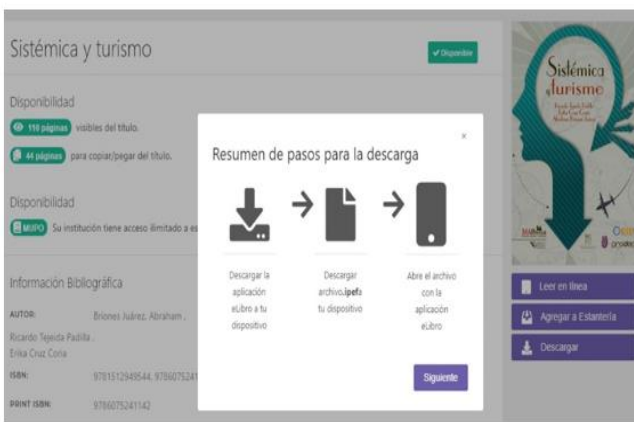 Sistémica y turismo
✓ Disponible
Disponibilidad
110 páginas visibles del título.
44 páginas para copiar/pegar del título.
Disponibilidad
MUPO Su institución tiene acceso ilimitado a es
Información Bibliográfica
AUTOR: Briones Juárez, Abraham ,
Ricardo Tejeida Padilla ,
Erika Cruz Coria
ISBN: 9781512949544, 9786075241
PRINT ISBN: 9786075241142
×
Resumen de pasos para la descarga
Descargar la
aplicación
eLibro a tu
dispositivo
Descargar
archivo.ipefa
tu dispositivo
Abre el archivo
con la
aplicación
eLibro
Siguiente
Sistémica
y turismo
Leer en línea
Agregar a Estantería
Descargar